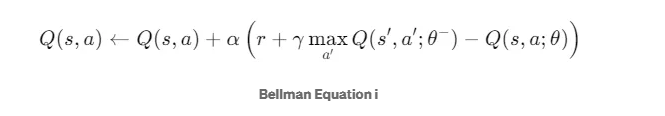 Q(s, a) ← Q(s, a) + α (r + γ max_{a′} Q(s′, a′; θ⁻) − Q(s, a; θ))
Bellman Equation i